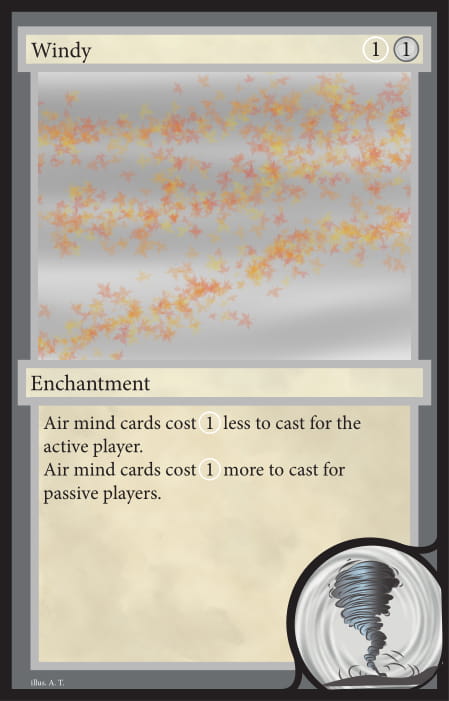 Windy 1 1
Enchantment
Air mind cards cost 1 less to cast for the
active player.
Air mind cards cost 1 more to cast for
passive players.
illus. A. T.